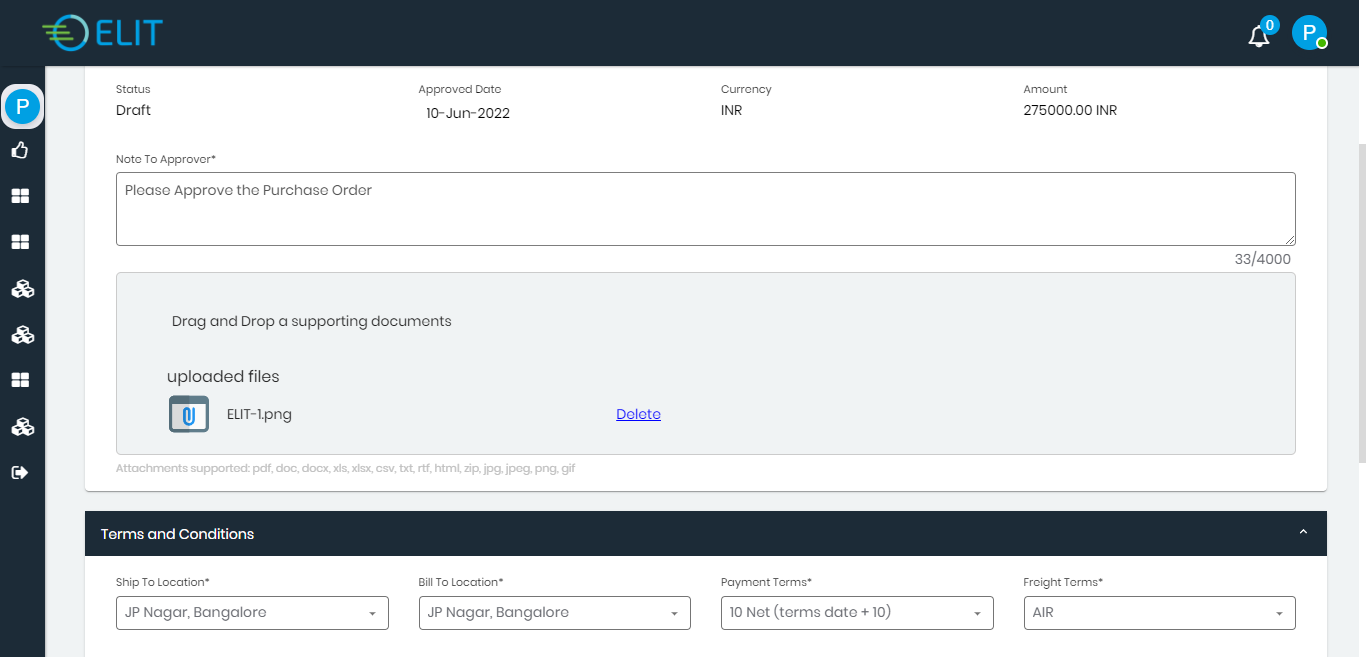 ELIT
0
P
P
Status Approved Date Currency Amount
Draft 10-Jun-2022 INR 275000.00 INR
Note To Approver*
Please Approve the Purchase Order
33/4000
Drag and Drop a supporting documents
uploaded files
ELIT-1.png Delete
Attachments supported: pdf, doc, docx, xls, xlsx, csv, txt, rtf, html, zip, jpg, jpeg, png, gif
Terms and Conditions
Ship To Location* Bill To Location* Payment Terms* Freight Terms*
JP Nagar, Bangalore JP Nagar, Bangalore 10 Net (terms date + 10) AIR